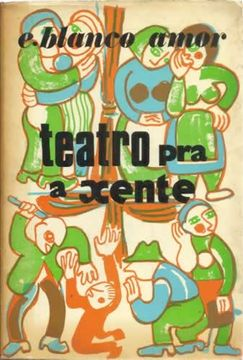 e. blanco amor
teatro pra
a xente